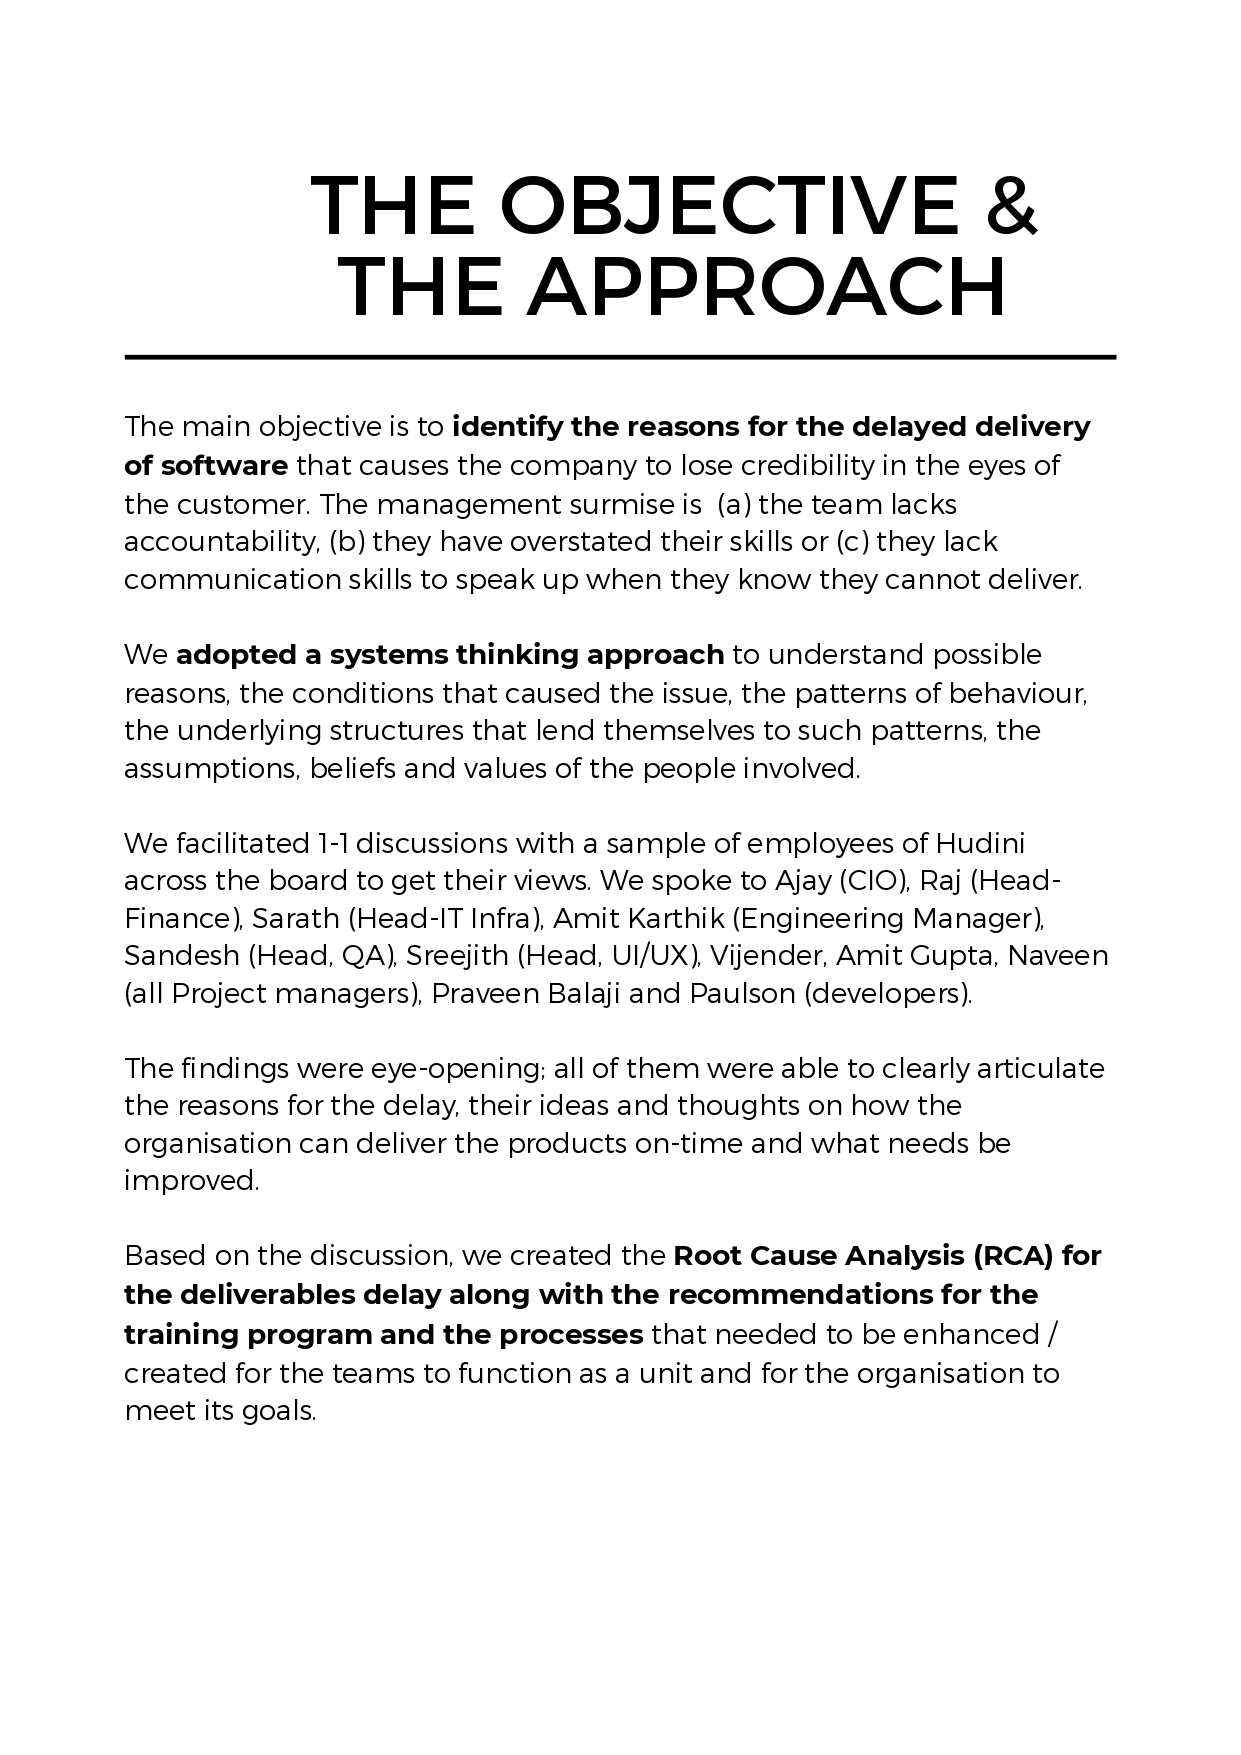 THE OBJECTIVE &
THE APPROACH
The main objective is to identify the reasons for the delayed delivery
of software that causes the company to lose credibility in the eyes of
the customer. The management surmise is  (a) the team lacks
accountability, (b) they have overstated their skills or (c) they lack
communication skills to speak up when they know they cannot deliver.
We adopted a systems thinking approach to understand possible
reasons, the conditions that caused the issue, the patterns of behaviour,
the underlying structures that lend themselves to such patterns, the
assumptions, beliefs and values of the people involved.
We facilitated 1-1 discussions with a sample of employees of Hudini
across the board to get their views. We spoke to Ajay (CIO), Raj (Head-
Finance), Sarath (Head-IT Infra), Amit Karthik (Engineering Manager),
Sandesh (Head, QA), Sreejith (Head, UI/UX), Vijender, Amit Gupta, Naveen
(all Project managers), Praveen Balaji and Paulson (developers).
The findings were eye-opening; all of them were able to clearly articulate
the reasons for the delay, their ideas and thoughts on how the
organisation can deliver the products on-time and what needs be
improved.
Based on the discussion, we created the Root Cause Analysis (RCA) for
the deliverables delay along with the recommendations for the
training program and the processes that needed to be enhanced /
created for the teams to function as a unit and for the organisation to
meet its goals.